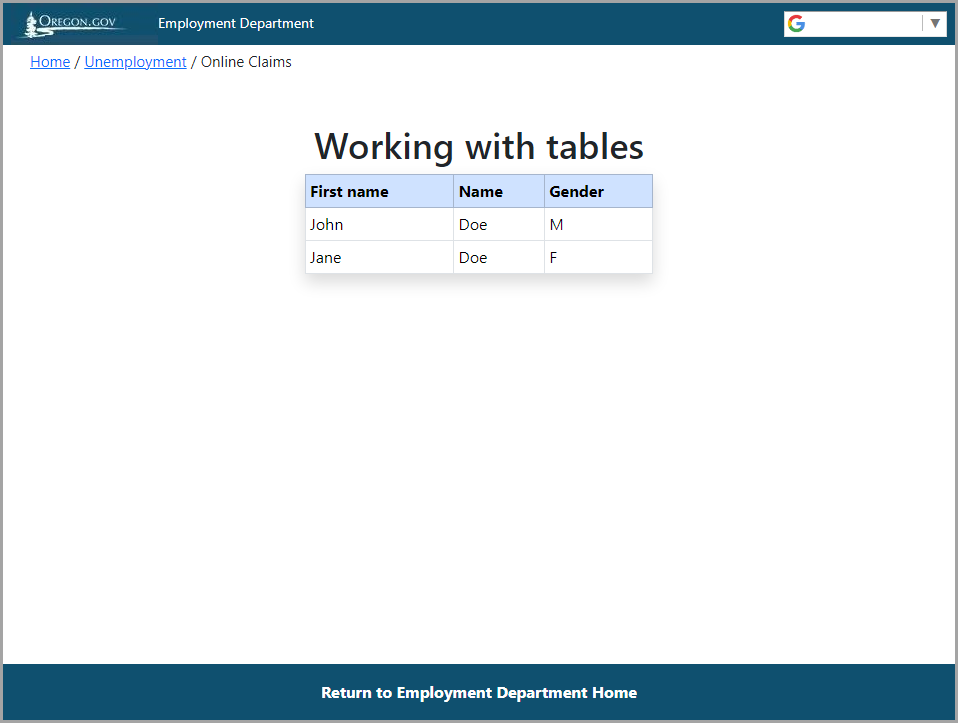 OREGON.GOV
Employment Department
Home / Unemployment / Online Claims
Working with tables
First name Name Gender
John Doe M
Jane Doe F
Return to Employment Department Home